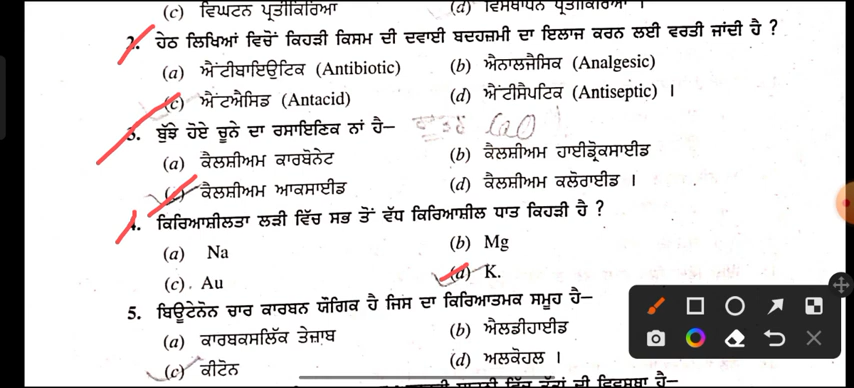 (c) ਵਿਘਟਨ ਪ੍ਰਤੀਕਿਰਿਆ (d) ਵਿਸਥਾਪਨ ਪ੍ਰਤੀਕਿਰਿਆ ।
2. ਹੇਠ ਲਿਖਿਆਂ ਵਿਚੋਂ ਕਿਹੜੀ ਕਿਸਮ ਦੀ ਦਵਾਈ ਬਦਹਜ਼ਮੀ ਦਾ ਇਲਾਜ ਕਰਨ ਲਈ ਵਰਤੀ ਜਾਂਦੀ ਹੈ ?
(a) ਐਂਟੀਬਾਇਉਟਿਕ (Antibiotic) (b) ਐਨਾਲਜੈਸਿਕ (Analgesic)
(c) ਐਂਟਐਸਿਡ (Antacid) (d) ਐਂਟੀਸੈਪਟਿਕ (Antiseptic) ।
3. ਬੁੱਝੇ ਹੋਏ ਚੂਨੇ ਦਾ ਰਸਾਇਣਿਕ ਨਾਂ ਹੈ– CaO
(a) ਕੈਲਸ਼ੀਅਮ ਕਾਰਬੋਨੇਟ (b) ਕੈਲਸ਼ੀਅਮ ਹਾਈਡ੍ਰੋਕਸਾਈਡ
(c) ਕੈਲਸ਼ੀਅਮ ਆਕਸਾਈਡ (d) ਕੈਲਸ਼ੀਅਮ ਕਲੋਰਾਈਡ ।
4. ਕਿਰਿਆਸ਼ੀਲਤਾ ਲੜੀ ਵਿੱਚ ਸਭ ਤੋਂ ਵੱਧ ਕਿਰਿਆਸ਼ੀਲ ਧਾਤ ਕਿਹੜੀ ਹੈ ?
(a) Na (b) Mg
(c) Au (d) K.
5. ਬਿਊਟੇਨੋਨ ਚਾਰ ਕਾਰਬਨ ਯੌਗਿਕ ਹੈ ਜਿਸ ਦਾ ਕਿਰਿਆਤਮਕ ਸਮੂਹ ਹੈ–
(a) ਕਾਰਬਕਸਲਿੱਕ ਤੇਜ਼ਾਬ (b) ਐਲਡੀਹਾਈਡ
(c) ਕੀਟੋਨ (d) ਅਲਕੋਹਲ ।